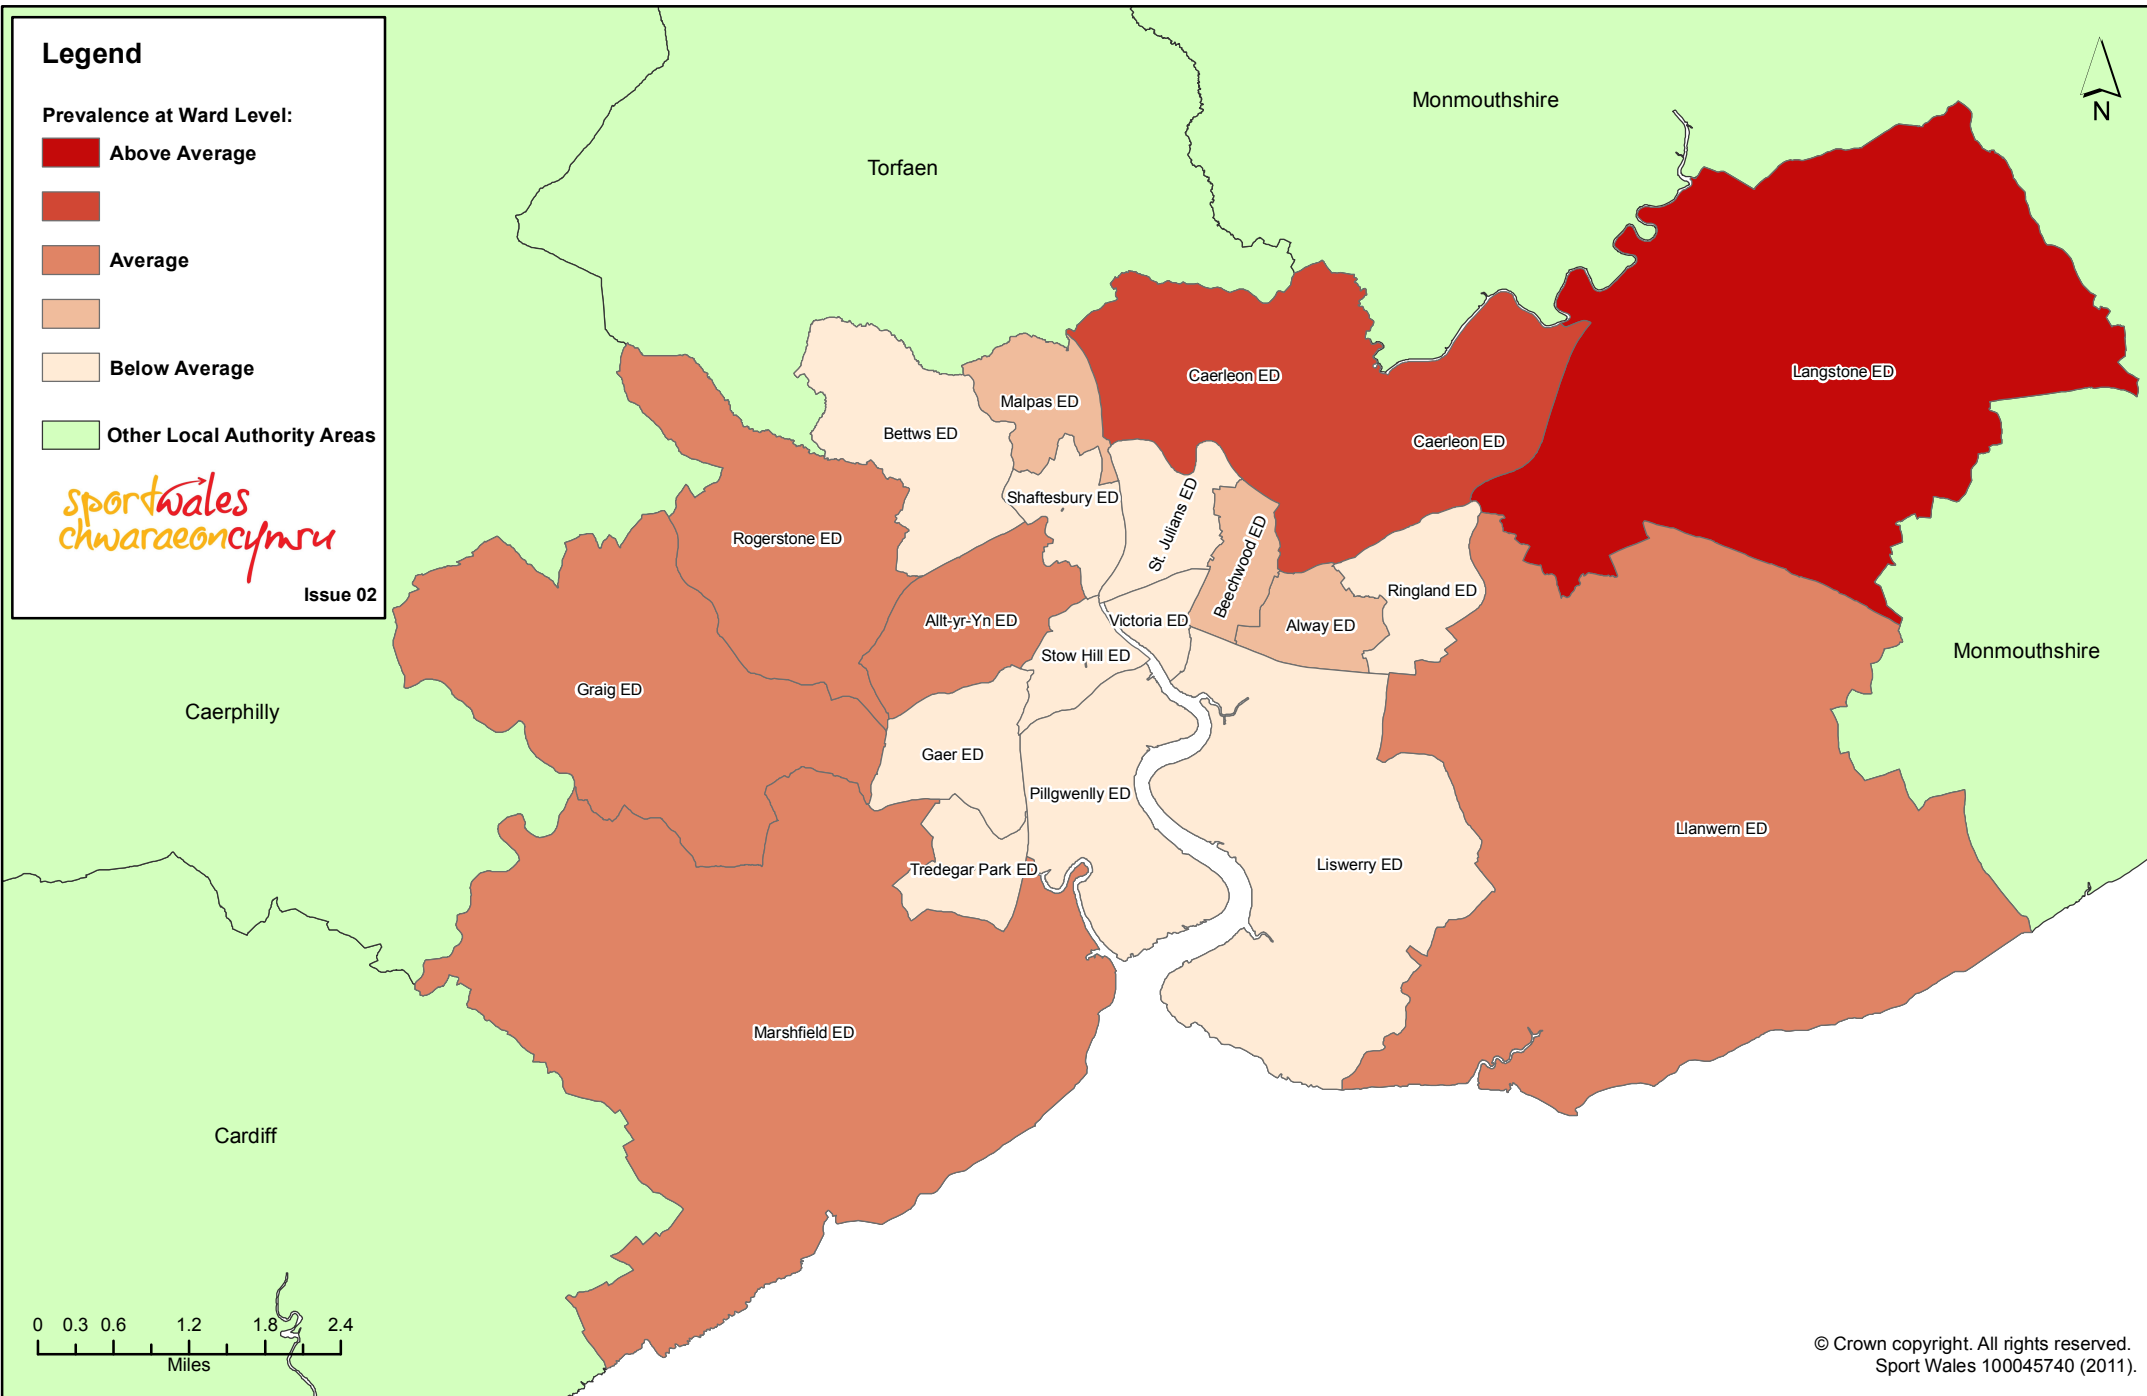 Legend
Prevalence at Ward Level:
Above Average
Average
Below Average
Other Local Authority Areas
sportwales
chwaraeoncymru
Issue 02
Monmouthshire
N
Torfaen
Caerleon ED
Langstone ED
Malpas ED
Bettws ED
Caerleon ED
Shaftesbury ED
St. Julians ED
Rogerstone ED
Beechwood ED
Ringland ED
Allt-yr-Yn ED
Victoria ED
Alway ED
Stow Hill ED
Monmouthshire
Graig ED
Caerphilly
Gaer ED
Pillgwenlly ED
Llanwern ED
Liswerry ED
Tredegar Park ED
Marshfield ED
Cardiff
0 0.3 0.6 1.2 1.8 2.4
Miles
© Crown copyright. All rights reserved.
Sport Wales 100045740 (2011).